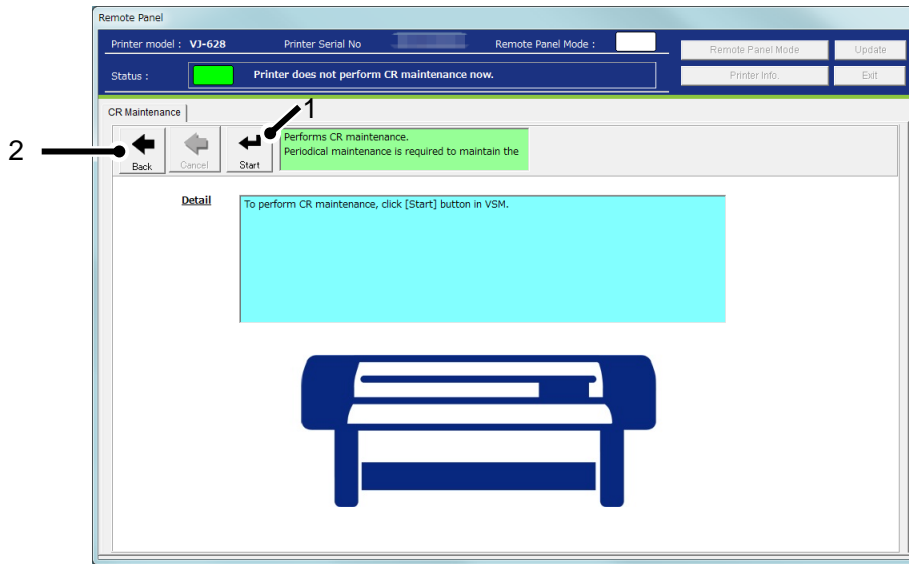 Remote Panel
Printer model : VJ-628 Printer Serial No Remote Panel Mode :
Remote Panel Mode Update
Status : Printer does not perform CR maintenance now.
Printer Info. Exit
CR Maintenance
1
2
Back Cancel Start
Performs CR maintenance.
Periodical maintenance is required to maintain the
Detail
To perform CR maintenance, click [Start] button in VSM.